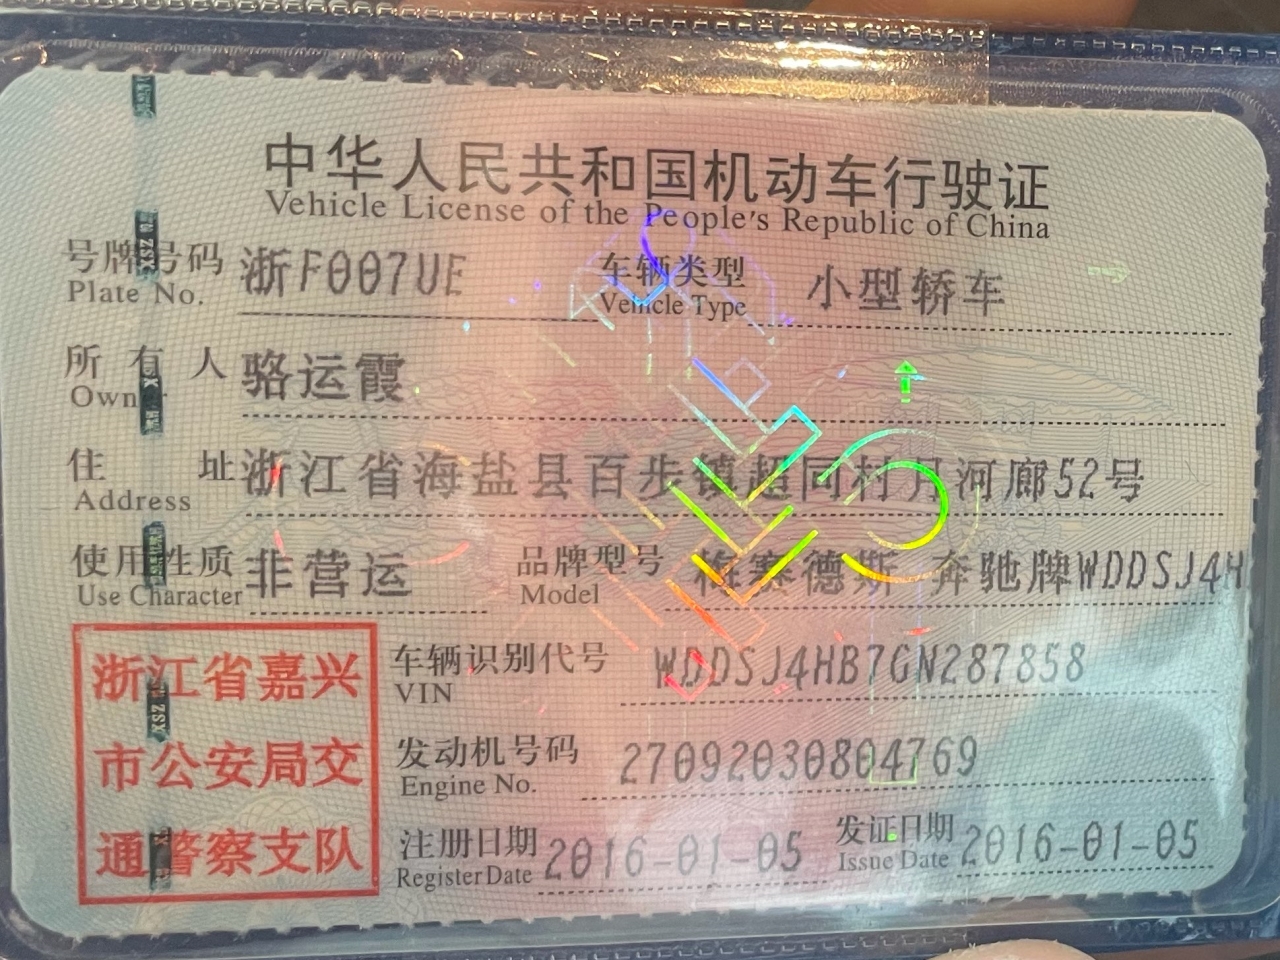 中华人民共和国机动车行驶证
Vehicle License of the People's Republic of China
号牌号码 浙F007UE 车辆类型 小型轿车
Plate No. Vehicle Type
所有人 骆运霞
Owner
住址 浙江省海盐县百步镇超同村丹河廊52号
Address
使用性质 非营运 品牌型号 梅赛德斯 奔驰牌WDDSJ4H
Use Character Model
浙江省嘉兴
市公安局交
通警察支队
车辆识别代号 WDDSJ4HB7GN287858
VIN
发动机号码 27092030804769
Engine No.
注册日期 2016-01-05 发证日期 2016-01-05
Register Date Issue Date